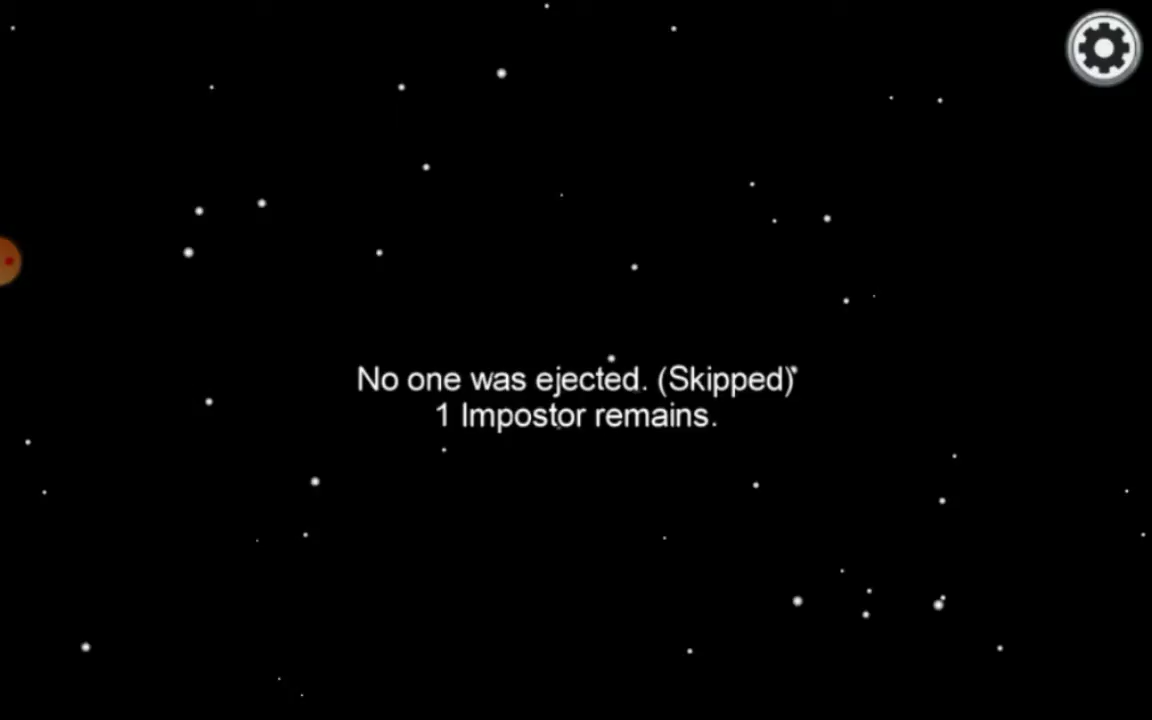 No one was ejected. (Skipped)
1 Impostor remains.